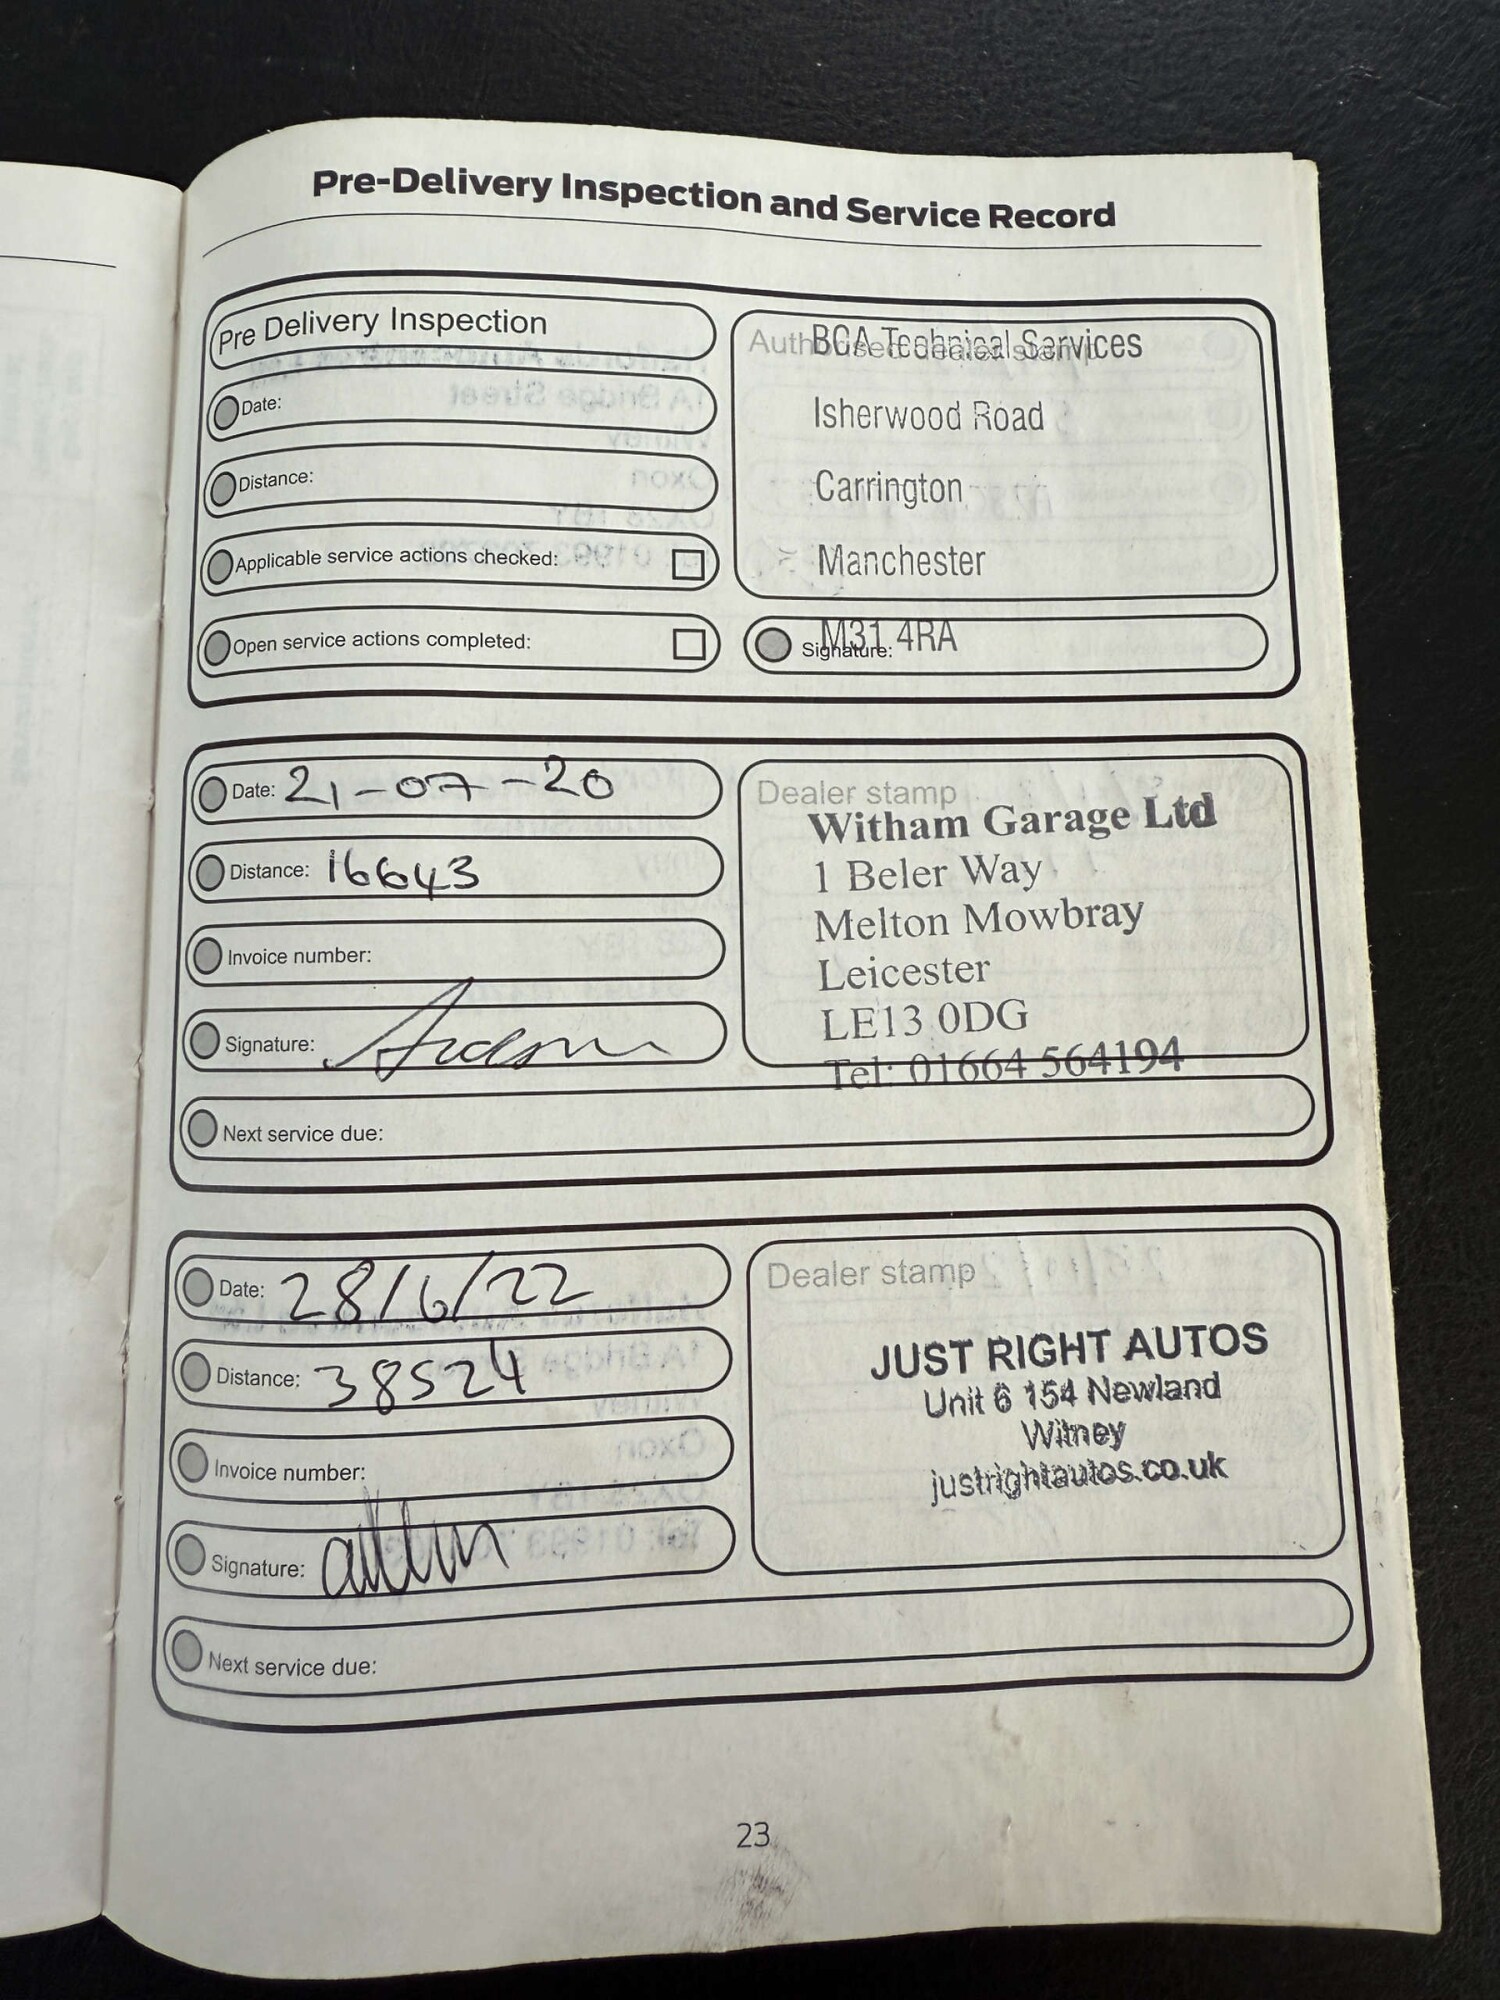 Pre-Delivery Inspection and Service Record
Pre Delivery Inspection
Date:
Distance:
Applicable service actions checked:
Open service actions completed:
Authorised dealer stamp
BCA Technical Services
Isherwood Road
Carrington
Manchester
M31 4RA
Signature:
Date: 21-07-20
Distance: 16643
Invoice number:
Signature:
Next service due:
Dealer stamp
Witham Garage Ltd
1 Beler Way
Melton Mowbray
Leicester
LE13 0DG
Tel: 01664 564194
Date: 28/6/22
Distance: 38524
Invoice number:
Signature:
Next service due:
Dealer stamp
JUST RIGHT AUTOS
Unit 6 154 Newland
Witney
justrightautos.co.uk
23